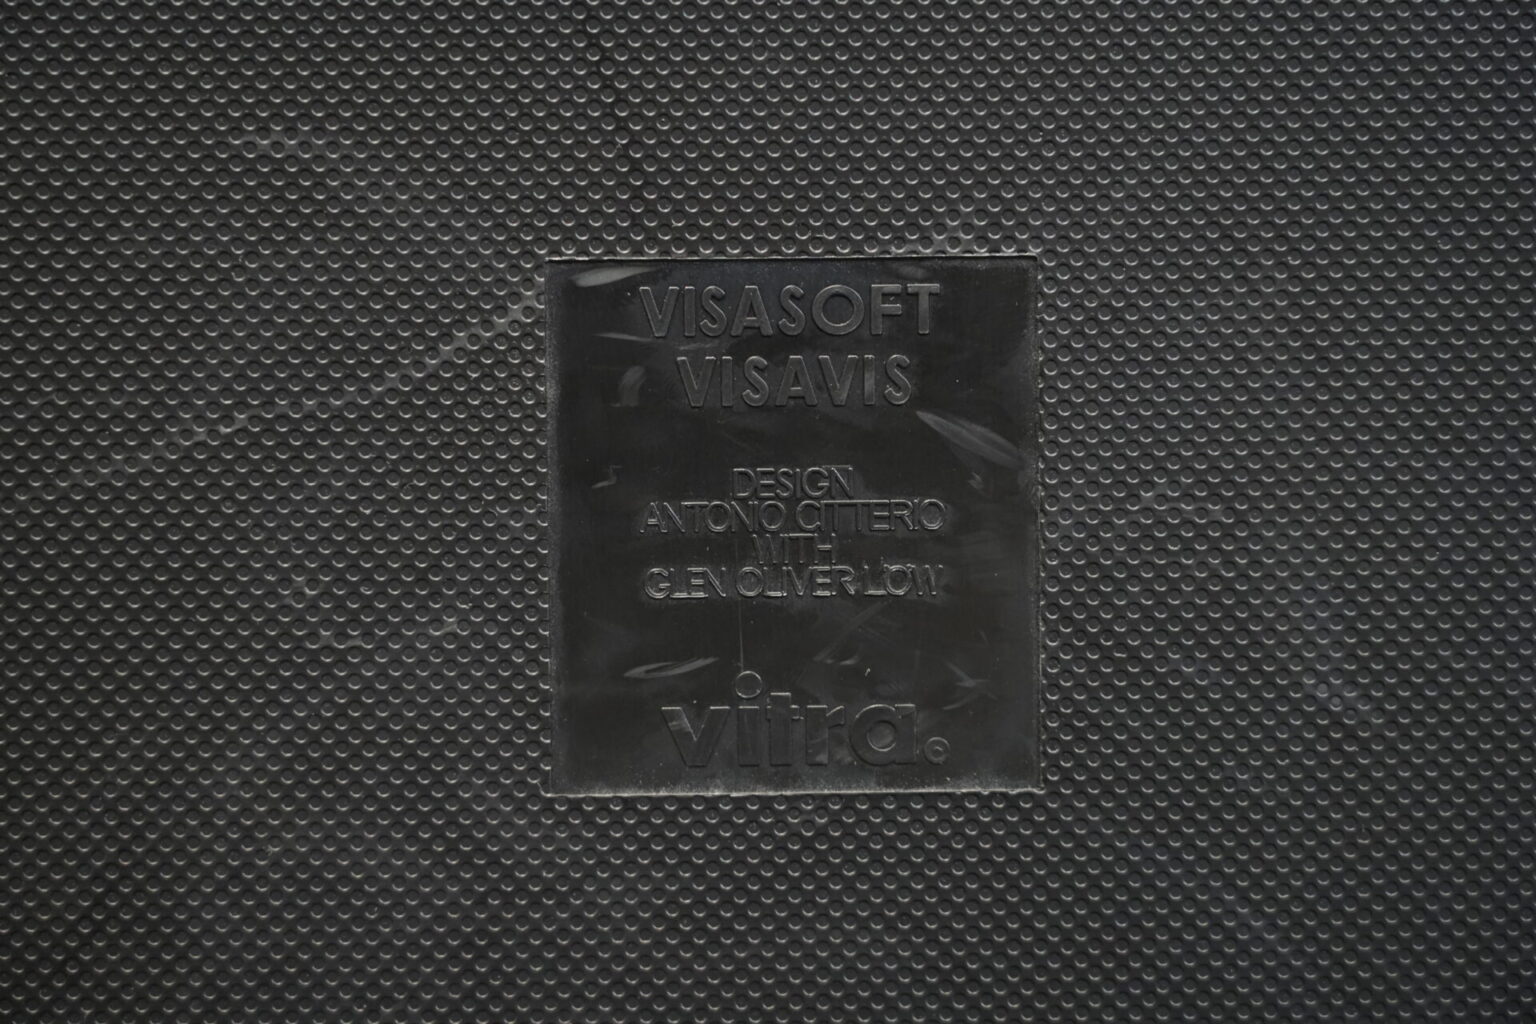 VISASOFT
VISAVIS
DESIGN
ANTONIO CITTERIO
WITH
GLEN OLIVER LÖW
vitra.